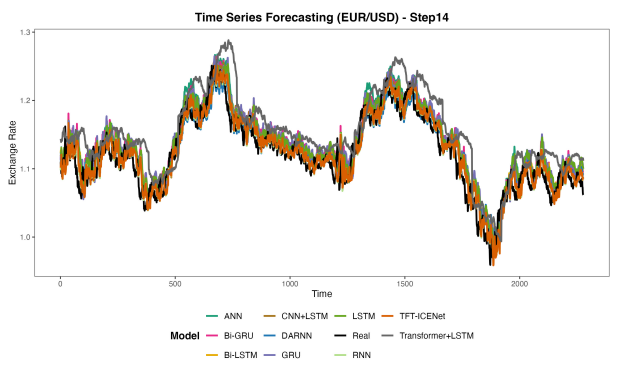 Time Series Forecasting (EUR/USD) - Step14
1.3
1.2
1.1
1.0
Exchange Rate
0
500
1000
1500
2000
Time
Model
ANN
CNN+LSTM
LSTM
TFT-ICENet
Bi-GRU
DARNN
Real
Transformer+LSTM
Bi-LSTM
GRU
RNN